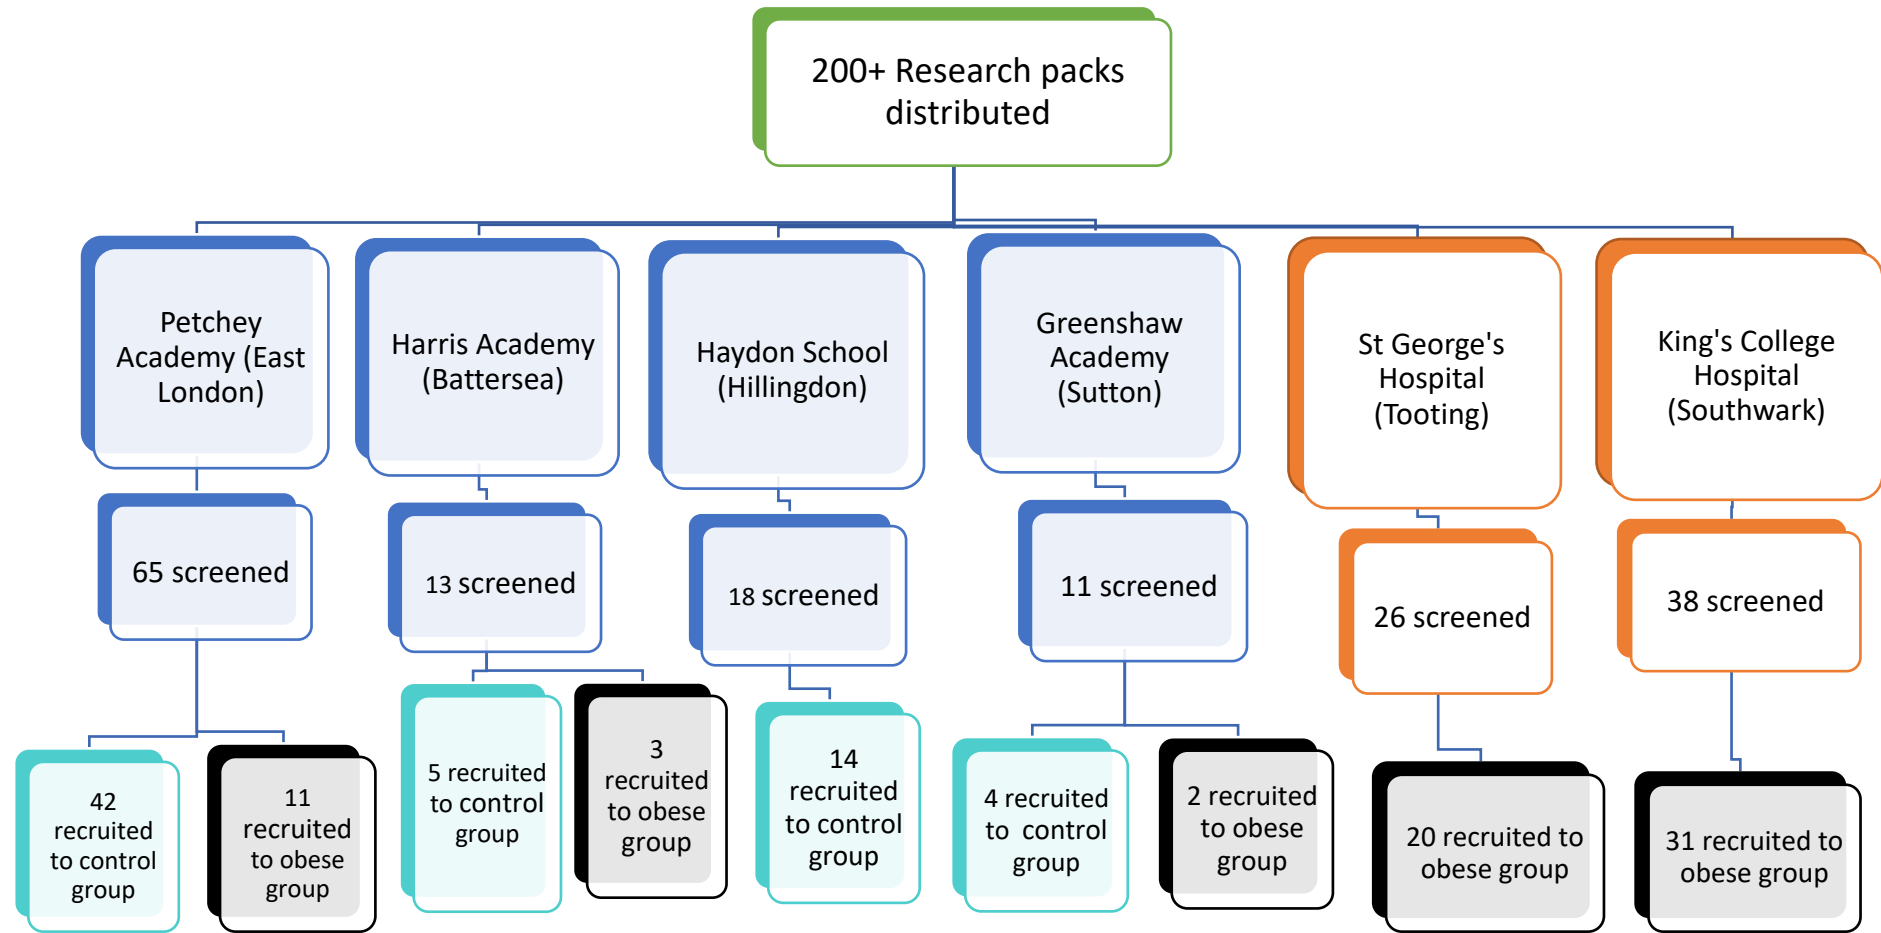 200+ Research packs
distributed
Petchey
Academy (East
London)
Harris Academy
(Battersea)
Haydon School
(Hillingdon)
Greenshaw
Academy
(Sutton)
St George's
Hospital
(Tooting)
King's College
Hospital
(Southwark)
65 screened
13 screened
18 screened
11 screened
26 screened
38 screened
42
recruited
to control
group
11
recruited
to obese
group
5 recruited
to control
group
3
recruited
to obese
group
14
recruited
to control
group
4 recruited
to control
group
2 recruited
to obese
group
20 recruited to
obese group
31 recruited to
obese group